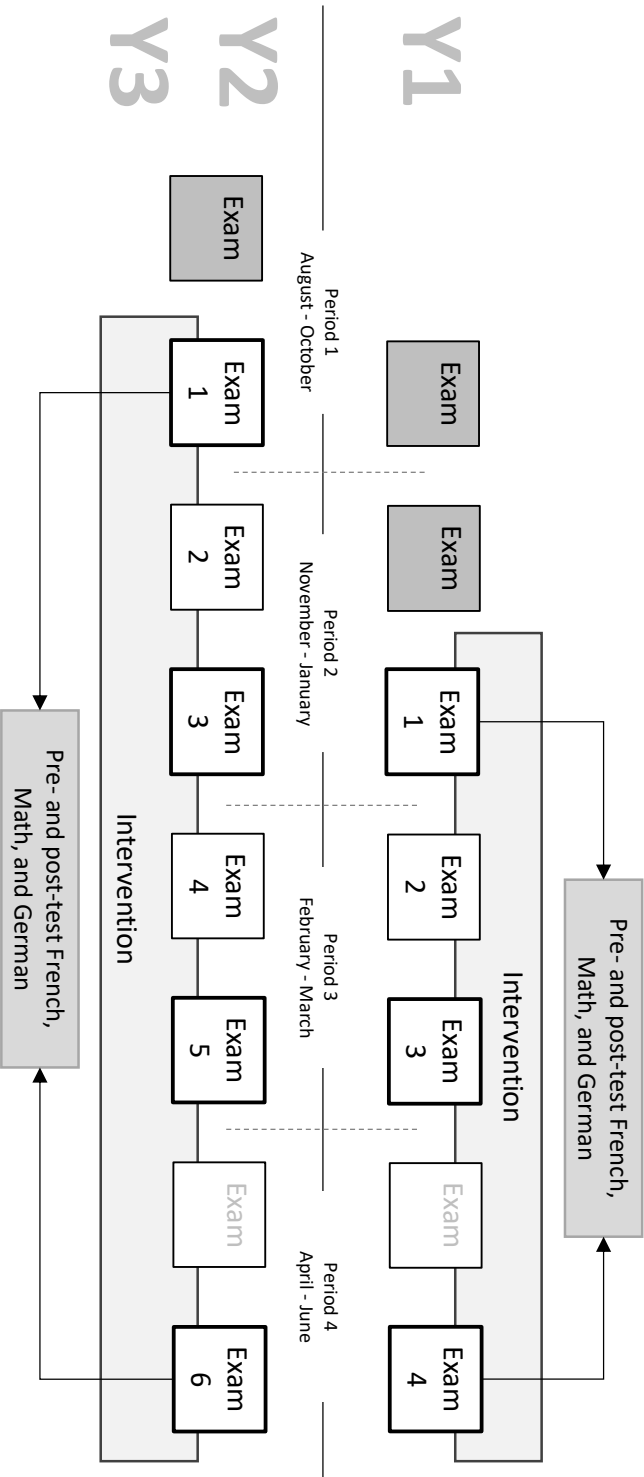 Pre- and post-test French,
Math, and German
Intervention
Y1
Exam
Exam
Exam
1
Exam
2
Exam
3
Exam
Exam
4
Period 1
August - October
Period 2
November - January
Period 3
February - March
Period 4
April - June
Y2
Y3
Exam
Exam
1
Exam
2
Exam
3
Exam
4
Exam
5
Exam
Exam
6
Intervention
Pre- and post-test French,
Math, and German